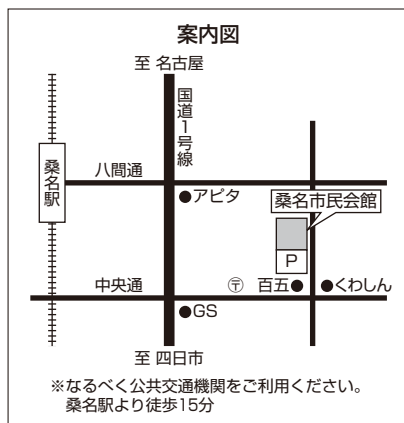 案内図
至 名古屋
国道1号線
桑名駅
八間通
●アピタ
桑名市民会館
P
中央通
〒 百五● ●くわしん
●GS
至 四日市
※なるべく公共交通機関をご利用ください。
桑名駅より徒歩15分